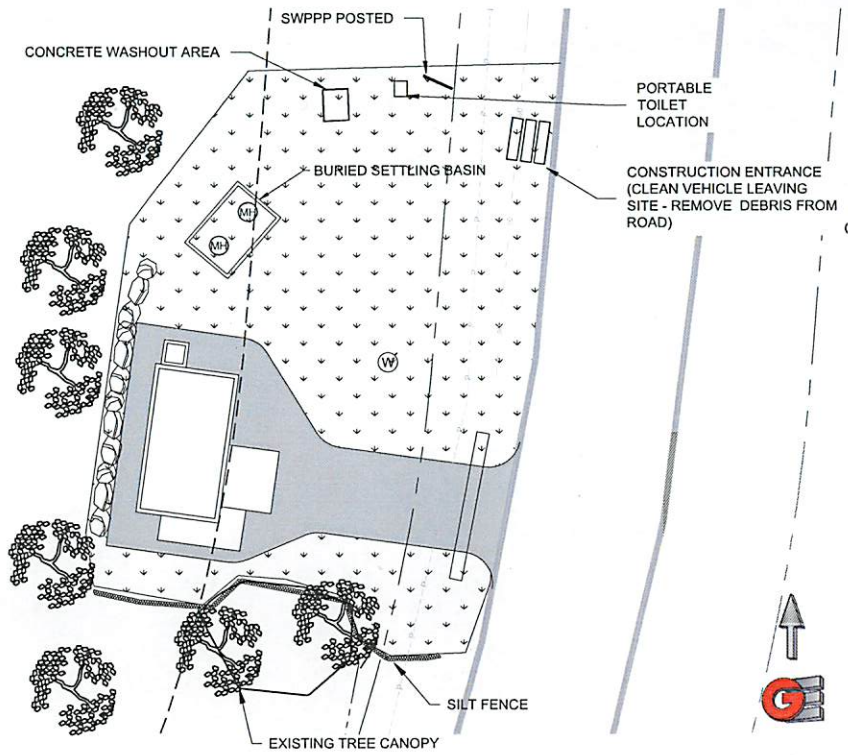 SWPPP POSTED
CONCRETE WASHOUT AREA
PORTABLE
TOILET
LOCATION
BURIED SETTLING BASIN
CONSTRUCTION ENTRANCE
(CLEAN VEHICLE LEAVING
SITE - REMOVE DEBRIS FROM
ROAD)
MH
MH
W
SILT FENCE
EXISTING TREE CANOPY
GE